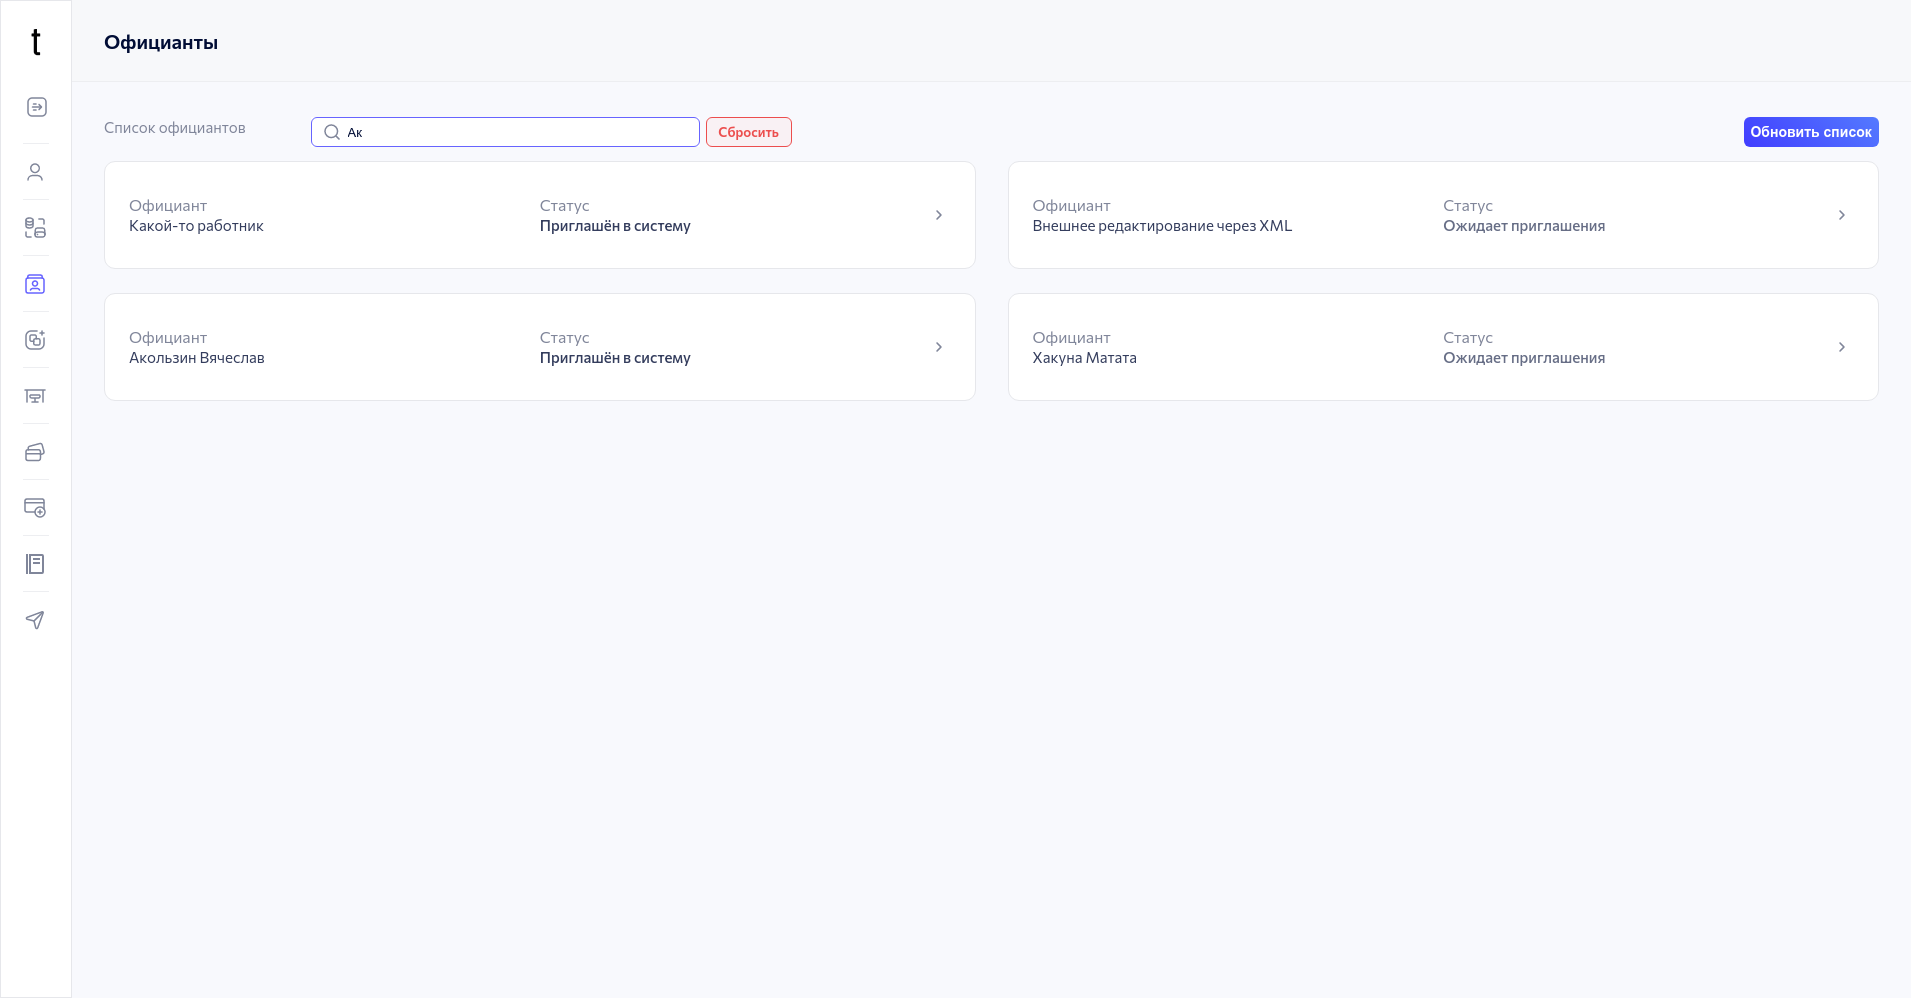 t
Официанты
Список официантов
Ак
Сбросить
Обновить список
Официант
Какой-то работник
Статус
Приглашён в систему
Официант
Внешнее редактирование через XML
Статус
Ожидает приглашения
Официант
Акользин Вячеслав
Статус
Приглашён в систему
Официант
Хакуна Матата
Статус
Ожидает приглашения